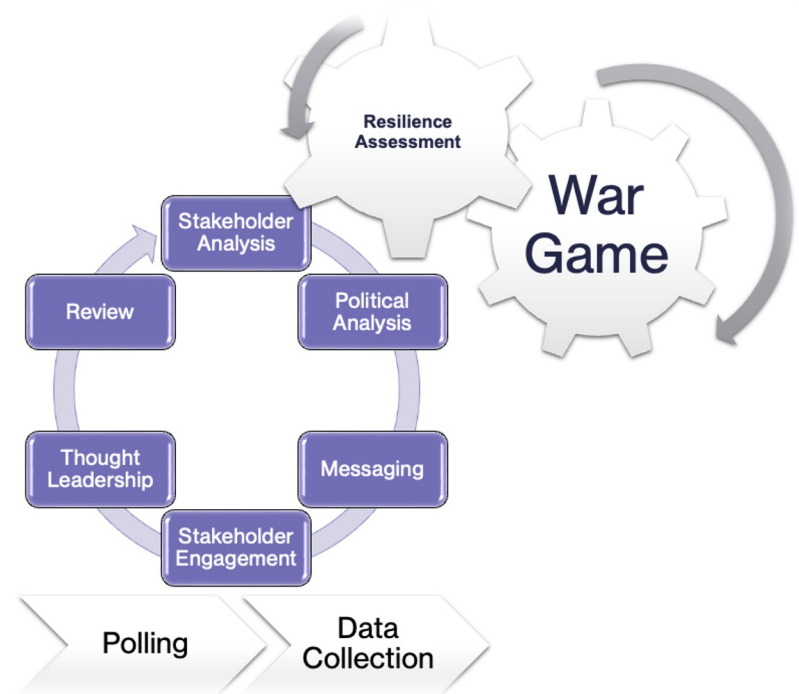 Resilience
Assessment
War
Game
Stakeholder
Analysis
Political
Analysis
Messaging
Stakeholder
Engagement
Thought
Leadership
Review
Polling
Data
Collection